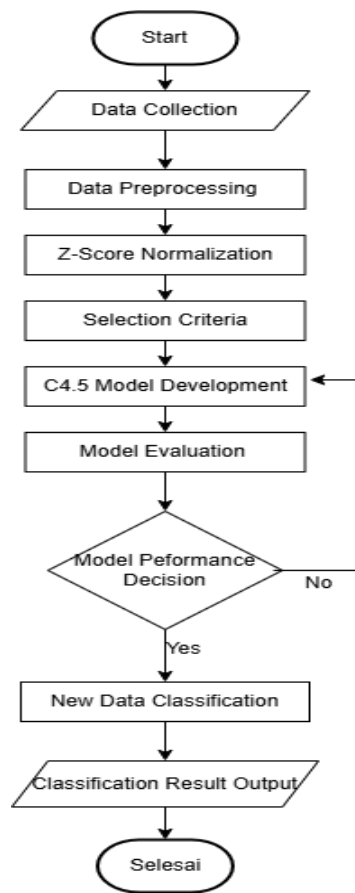 Start
Data Collection
Data Preprocessing
Z-Score Normalization
Selection Criteria
C4.5 Model Development
Model Evaluation
Model Peformance
Decision
No
Yes
New Data Classification
Classification Result Output
Selesai